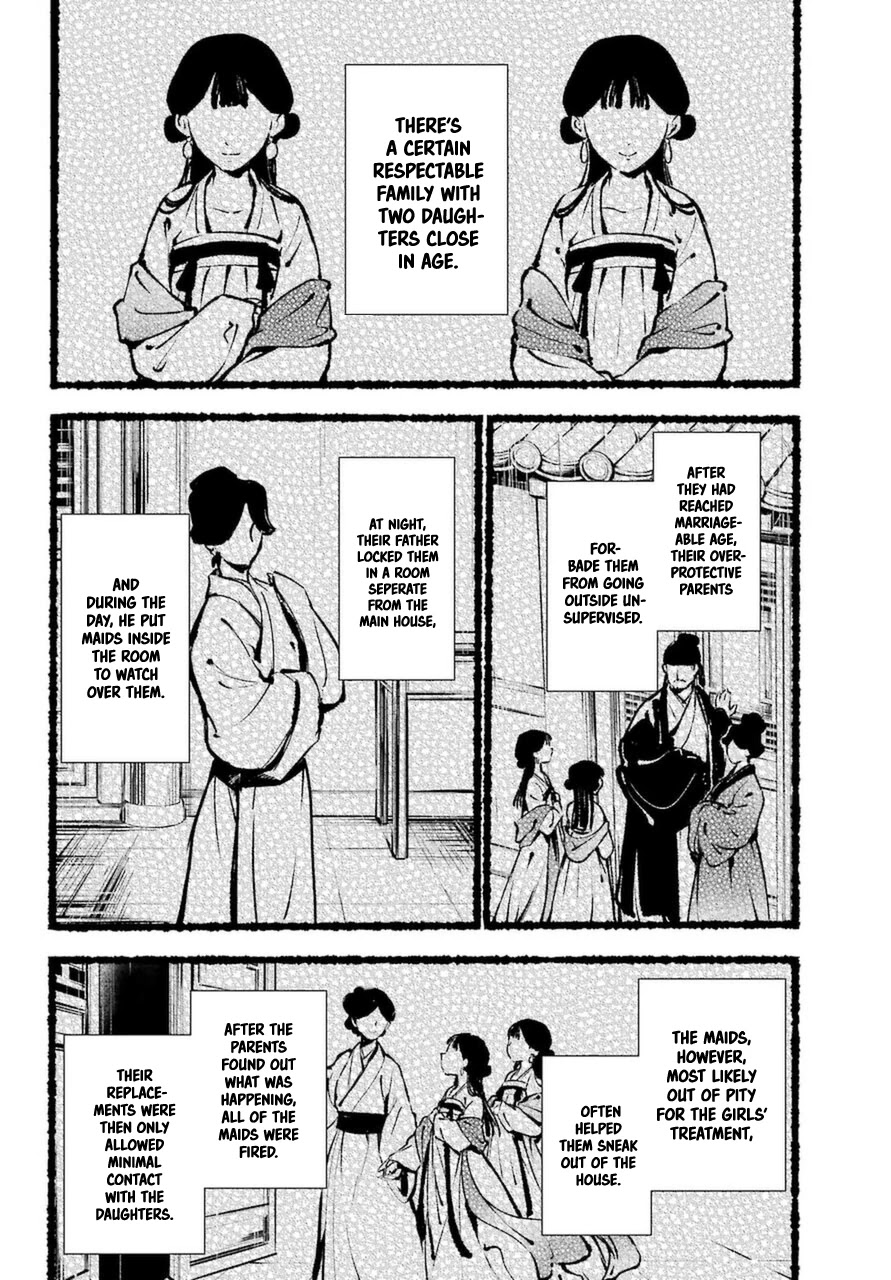 THERE'S
A CERTAIN
RESPECTABLE
FAMILY WITH
TWO DAUGH-
TERS CLOSE
IN AGE.
AFTER
THEY HAD
REACHED
MARRIAGE-
ABLE AGE,
THEIR OVER-
PROTECTIVE
PARENTS
FOR-
BADE THEM
FROM GOING
OUTSIDE UN-
SUPERVISED.
AT NIGHT,
THEIR FATHER
LOCKED THEM
IN A ROOM
SEPERATE
FROM THE
MAIN HOUSE,
AND
DURING THE
DAY, HE PUT
MAIDS INSIDE
THE ROOM
TO WATCH
OVER THEM.
THE MAIDS,
HOWEVER,
MOST LIKELY
OUT OF PITY
FOR THE GIRLS'
TREATMENT,
OFTEN
HELPED
THEM SNEAK
OUT OF THE
HOUSE.
AFTER THE
PARENTS
FOUND OUT
WHAT WAS
HAPPENING,
ALL OF THE
MAIDS WERE
FIRED.
THEIR
REPLACE-
MENTS WERE
THEN ONLY
ALLOWED
MINIMAL
CONTACT
WITH THE
DAUGHTERS.